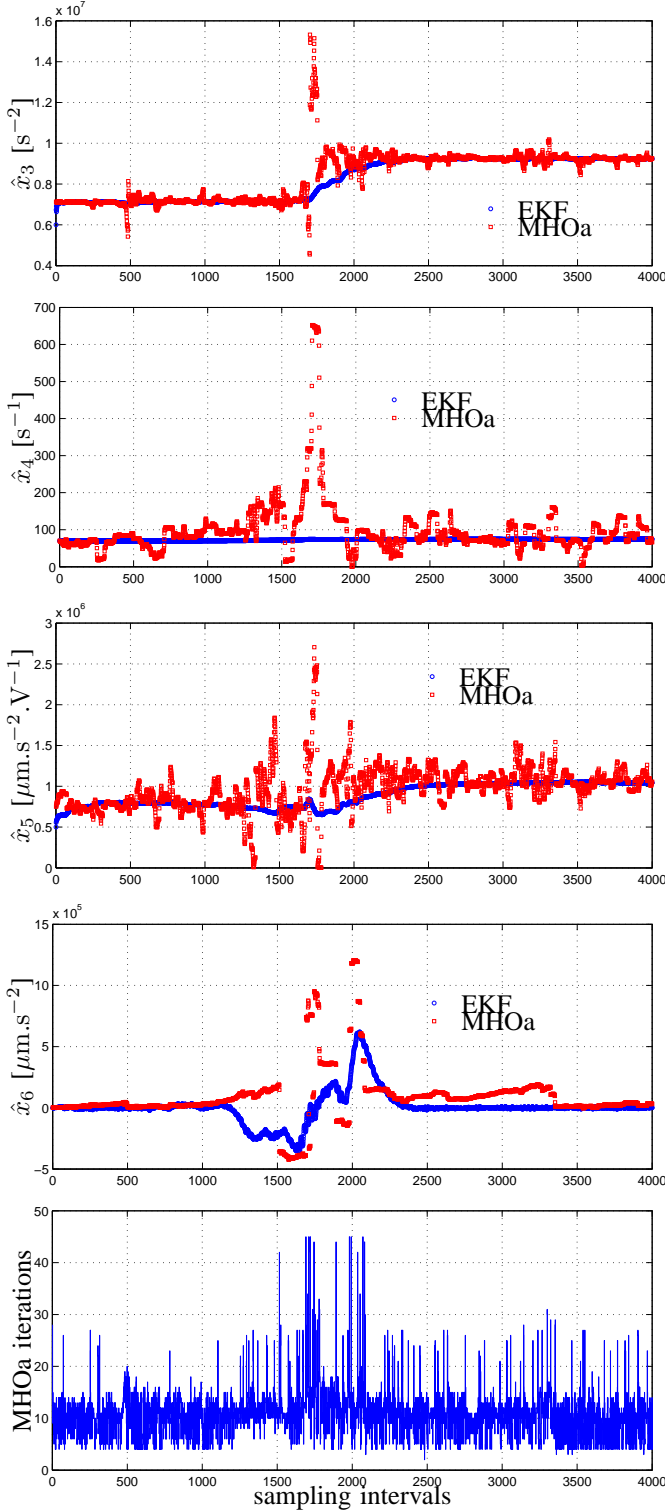 x 10^7
1.6
1.4
1.2
1
0.8
0.6
0.4
x̂_3 [s^−2]
EKF
MHOa
0 500 1000 1500 2000 2500 3000 3500 4000
700
600
500
400
300
200
100
0
x̂_4 [s^−1]
EKF
MHOa
0 500 1000 1500 2000 2500 3000 3500 4000
x 10^6
3
2.5
2
1.5
1
0.5
0
x̂_5 [μm.s^−2.V^−1]
EKF
MHOa
0 500 1000 1500 2000 2500 3000 3500 4000
x 10^5
15
10
5
0
−5
x̂_6 [μm.s^−2]
EKF
MHOa
0 500 1000 1500 2000 2500 3000 3500 4000
50
40
30
20
10
0
MHOa iterations
0 500 1000 1500 2000 2500 3000 3500 4000
sampling intervals